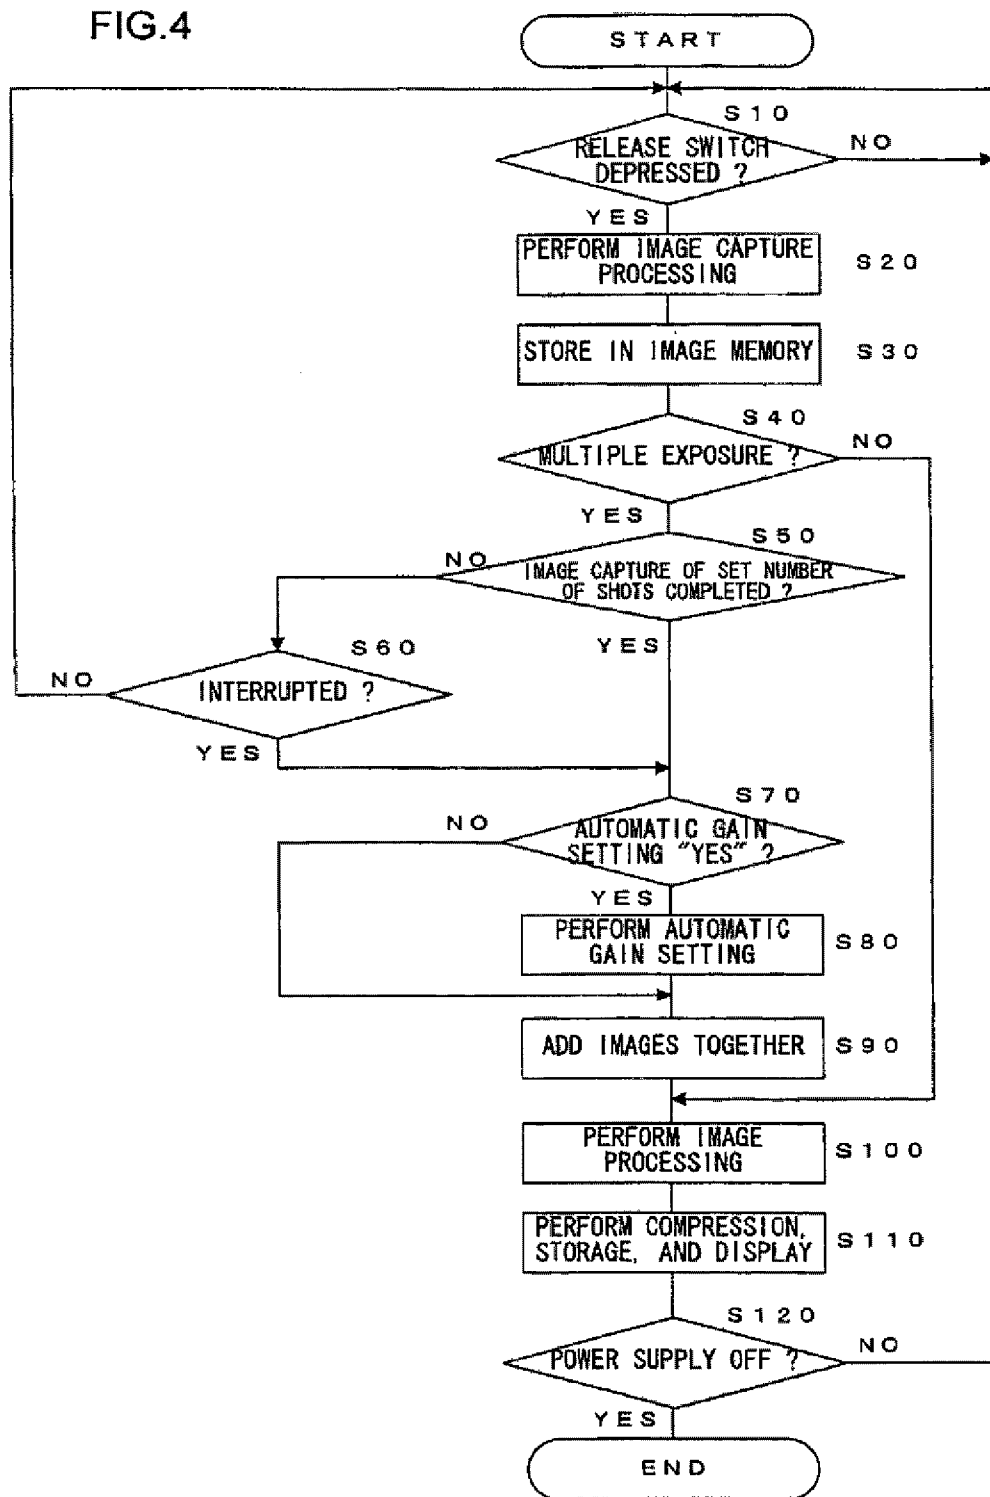 FIG.4
START
S10
RELEASE SWITCH
DEPRESSED ?
NO
YES
PERFORM IMAGE CAPTURE
PROCESSING
S20
STORE IN IMAGE MEMORY
S30
S40
MULTIPLE EXPOSURE ?
NO
YES
S50
NO
IMAGE CAPTURE OF SET NUMBER
OF SHOTS COMPLETED ?
YES
S60
NO
INTERRUPTED ?
YES
S70
NO
AUTOMATIC GAIN
SETTING "YES" ?
YES
PERFORM AUTOMATIC
GAIN SETTING
S80
ADD IMAGES TOGETHER
S90
PERFORM IMAGE
PROCESSING
S100
PERFORM COMPRESSION,
STORAGE, AND DISPLAY
S110
S120
POWER SUPPLY OFF ?
NO
YES
END